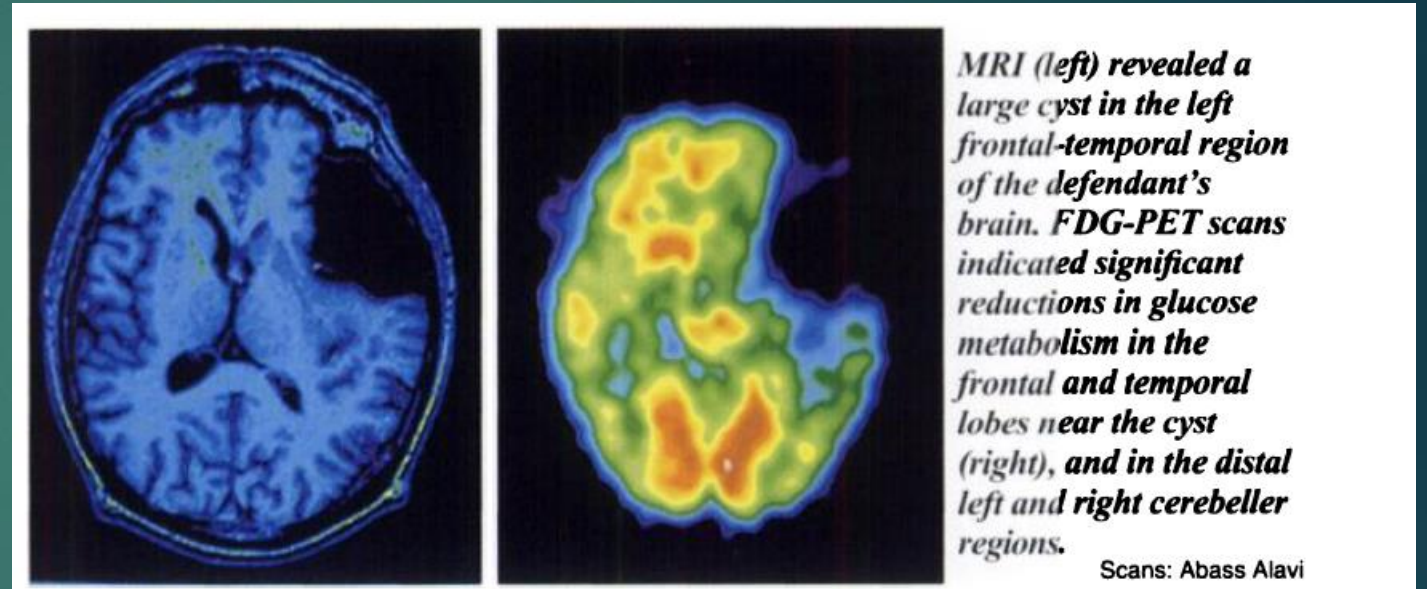 MRI (left) revealed a
large cyst in the left
frontal-temporal region
of the defendant's
brain. FDG-PET scans
indicated significant
reductions in glucose
metabolism in the
frontal and temporal
lobes near the cyst
(right), and in the distal
left and right cerebeller
regions.
Scans: Abass Alavi